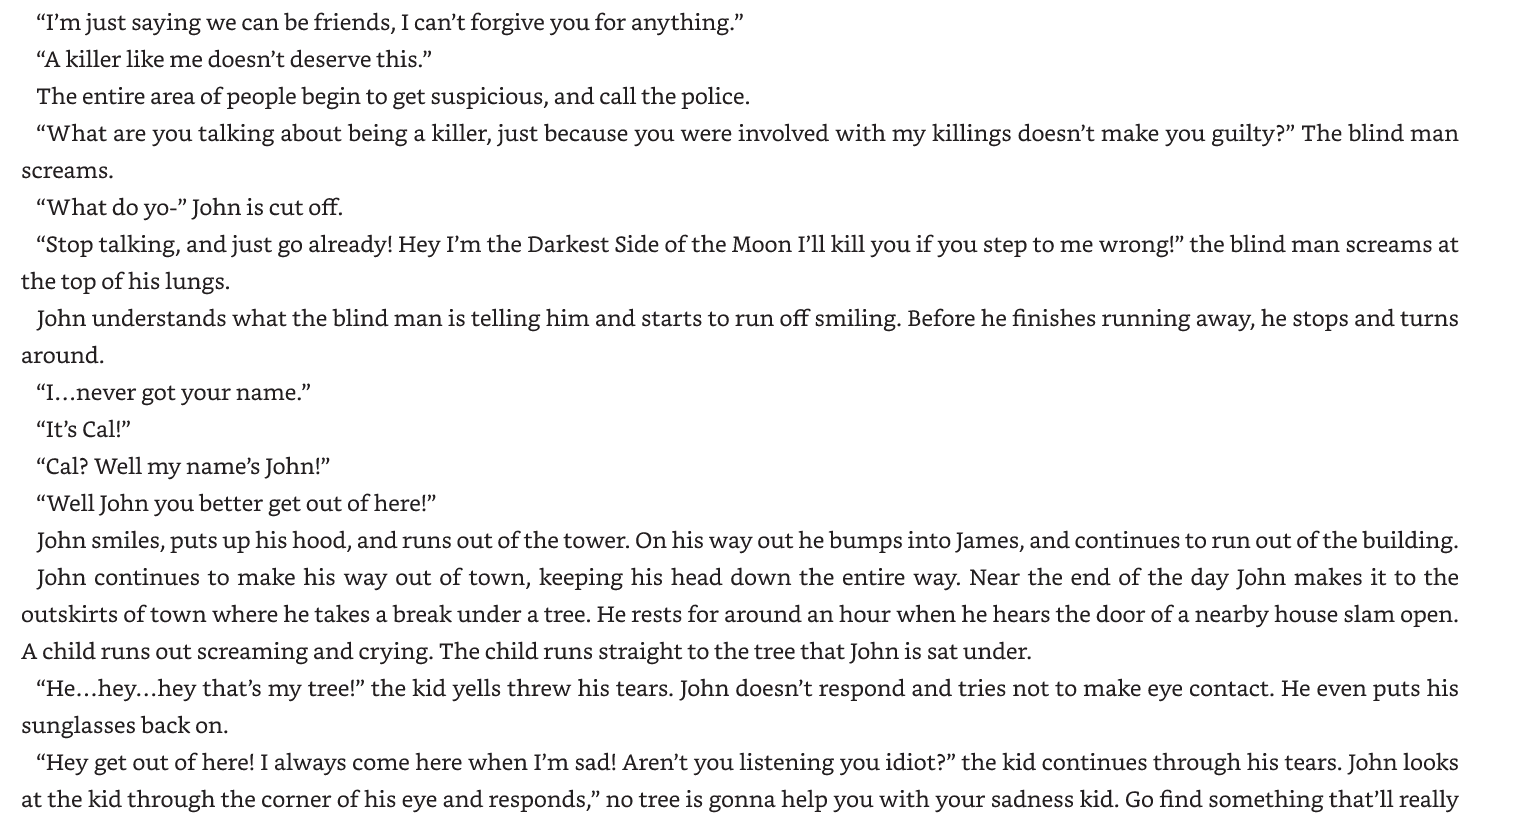 “I’m just saying we can be friends, I can’t forgive you for anything.”
“A killer like me doesn’t deserve this.”
The entire area of people begin to get suspicious, and call the police.
“What are you talking about being a killer, just because you were involved with my killings doesn’t make you guilty?” The blind man
screams.
“What do yo-” John is cut off.
“Stop talking, and just go already! Hey I’m the Darkest Side of the Moon I’ll kill you if you step to me wrong!” the blind man screams at
the top of his lungs.
John understands what the blind man is telling him and starts to run off smiling. Before he finishes running away, he stops and turns
around.
“I…never got your name.”
“It’s Cal!”
“Cal? Well my name’s John!”
“Well John you better get out of here!”
John smiles, puts up his hood, and runs out of the tower. On his way out he bumps into James, and continues to run out of the building.
John continues to make his way out of town, keeping his head down the entire way. Near the end of the day John makes it to the
outskirts of town where he takes a break under a tree. He rests for around an hour when he hears the door of a nearby house slam open.
A child runs out screaming and crying. The child runs straight to the tree that John is sat under.
“He…hey…hey that’s my tree!” the kid yells threw his tears. John doesn’t respond and tries not to make eye contact. He even puts his
sunglasses back on.
“Hey get out of here! I always come here when I’m sad! Aren’t you listening you idiot?” the kid continues through his tears. John looks
at the kid through the corner of his eye and responds,” no tree is gonna help you with your sadness kid. Go find something that’ll really